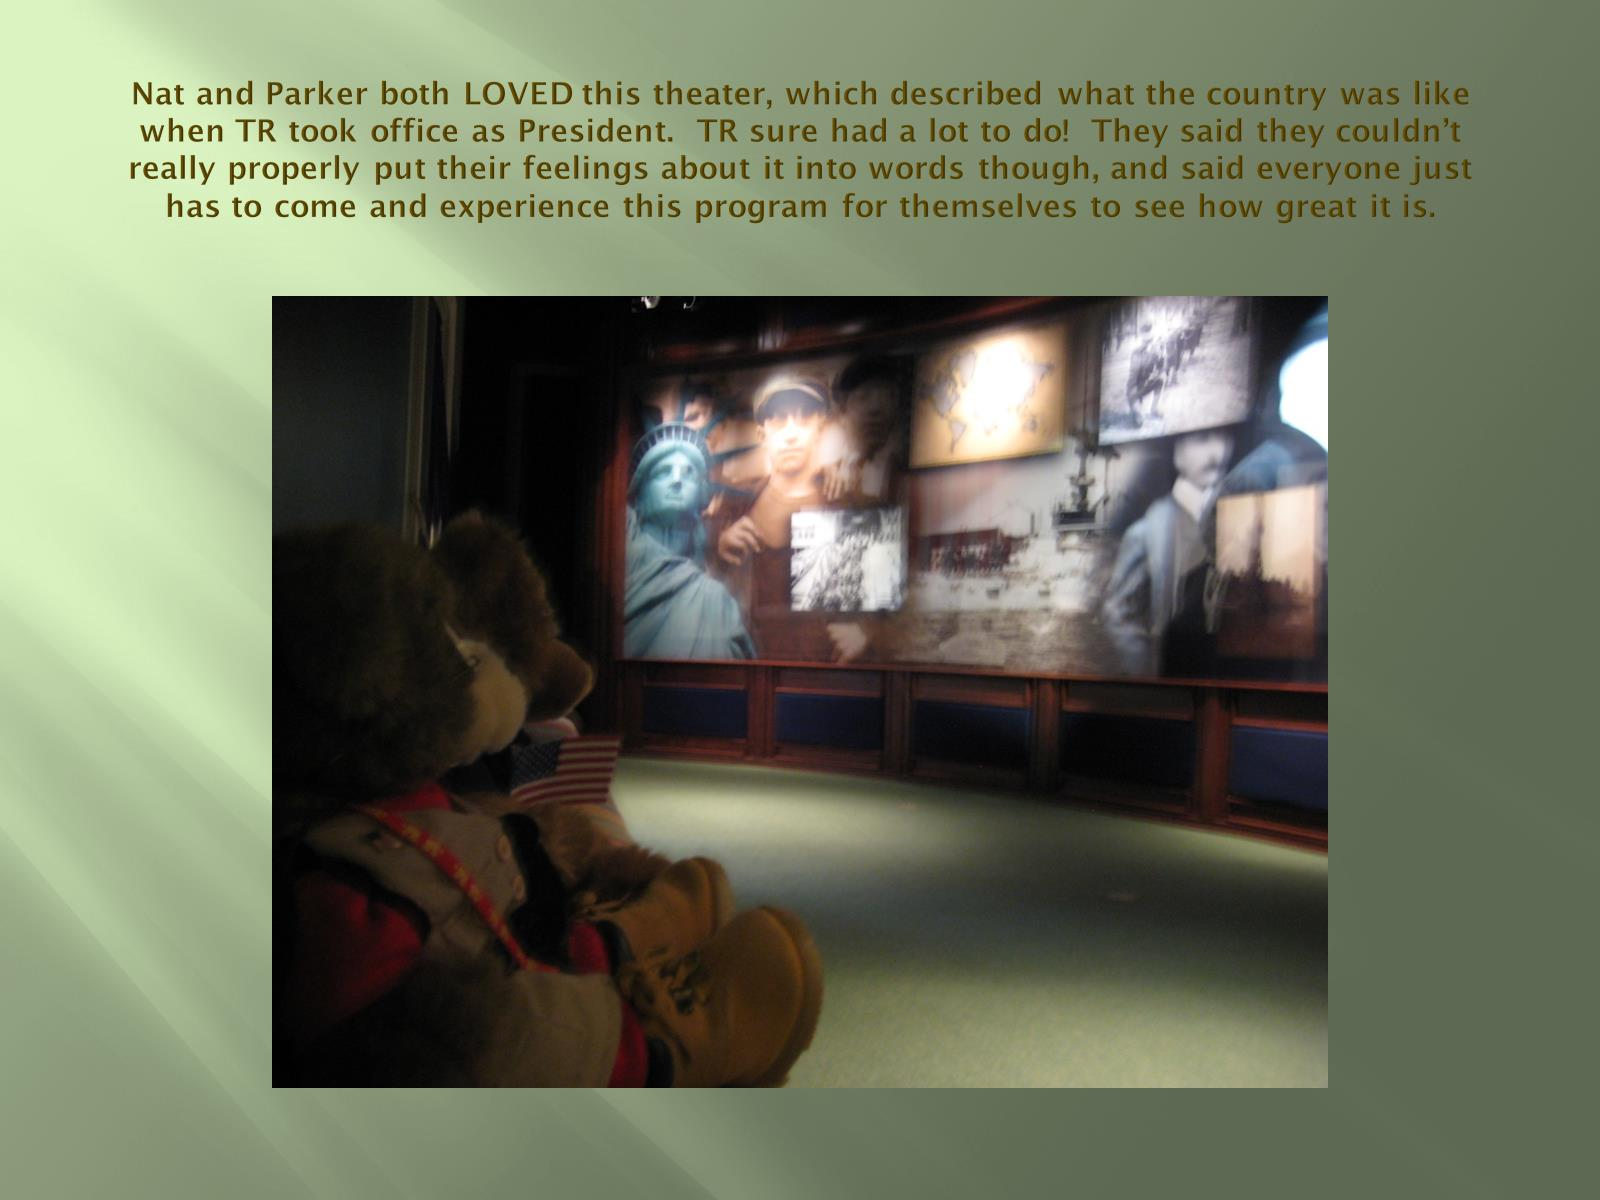 Nat and Parker both LOVED this theater, which described what the country was like
when TR took office as President.  TR sure had a lot to do!  They said they couldn’t
really properly put their feelings about it into words though, and said everyone just
has to come and experience this program for themselves to see how great it is.